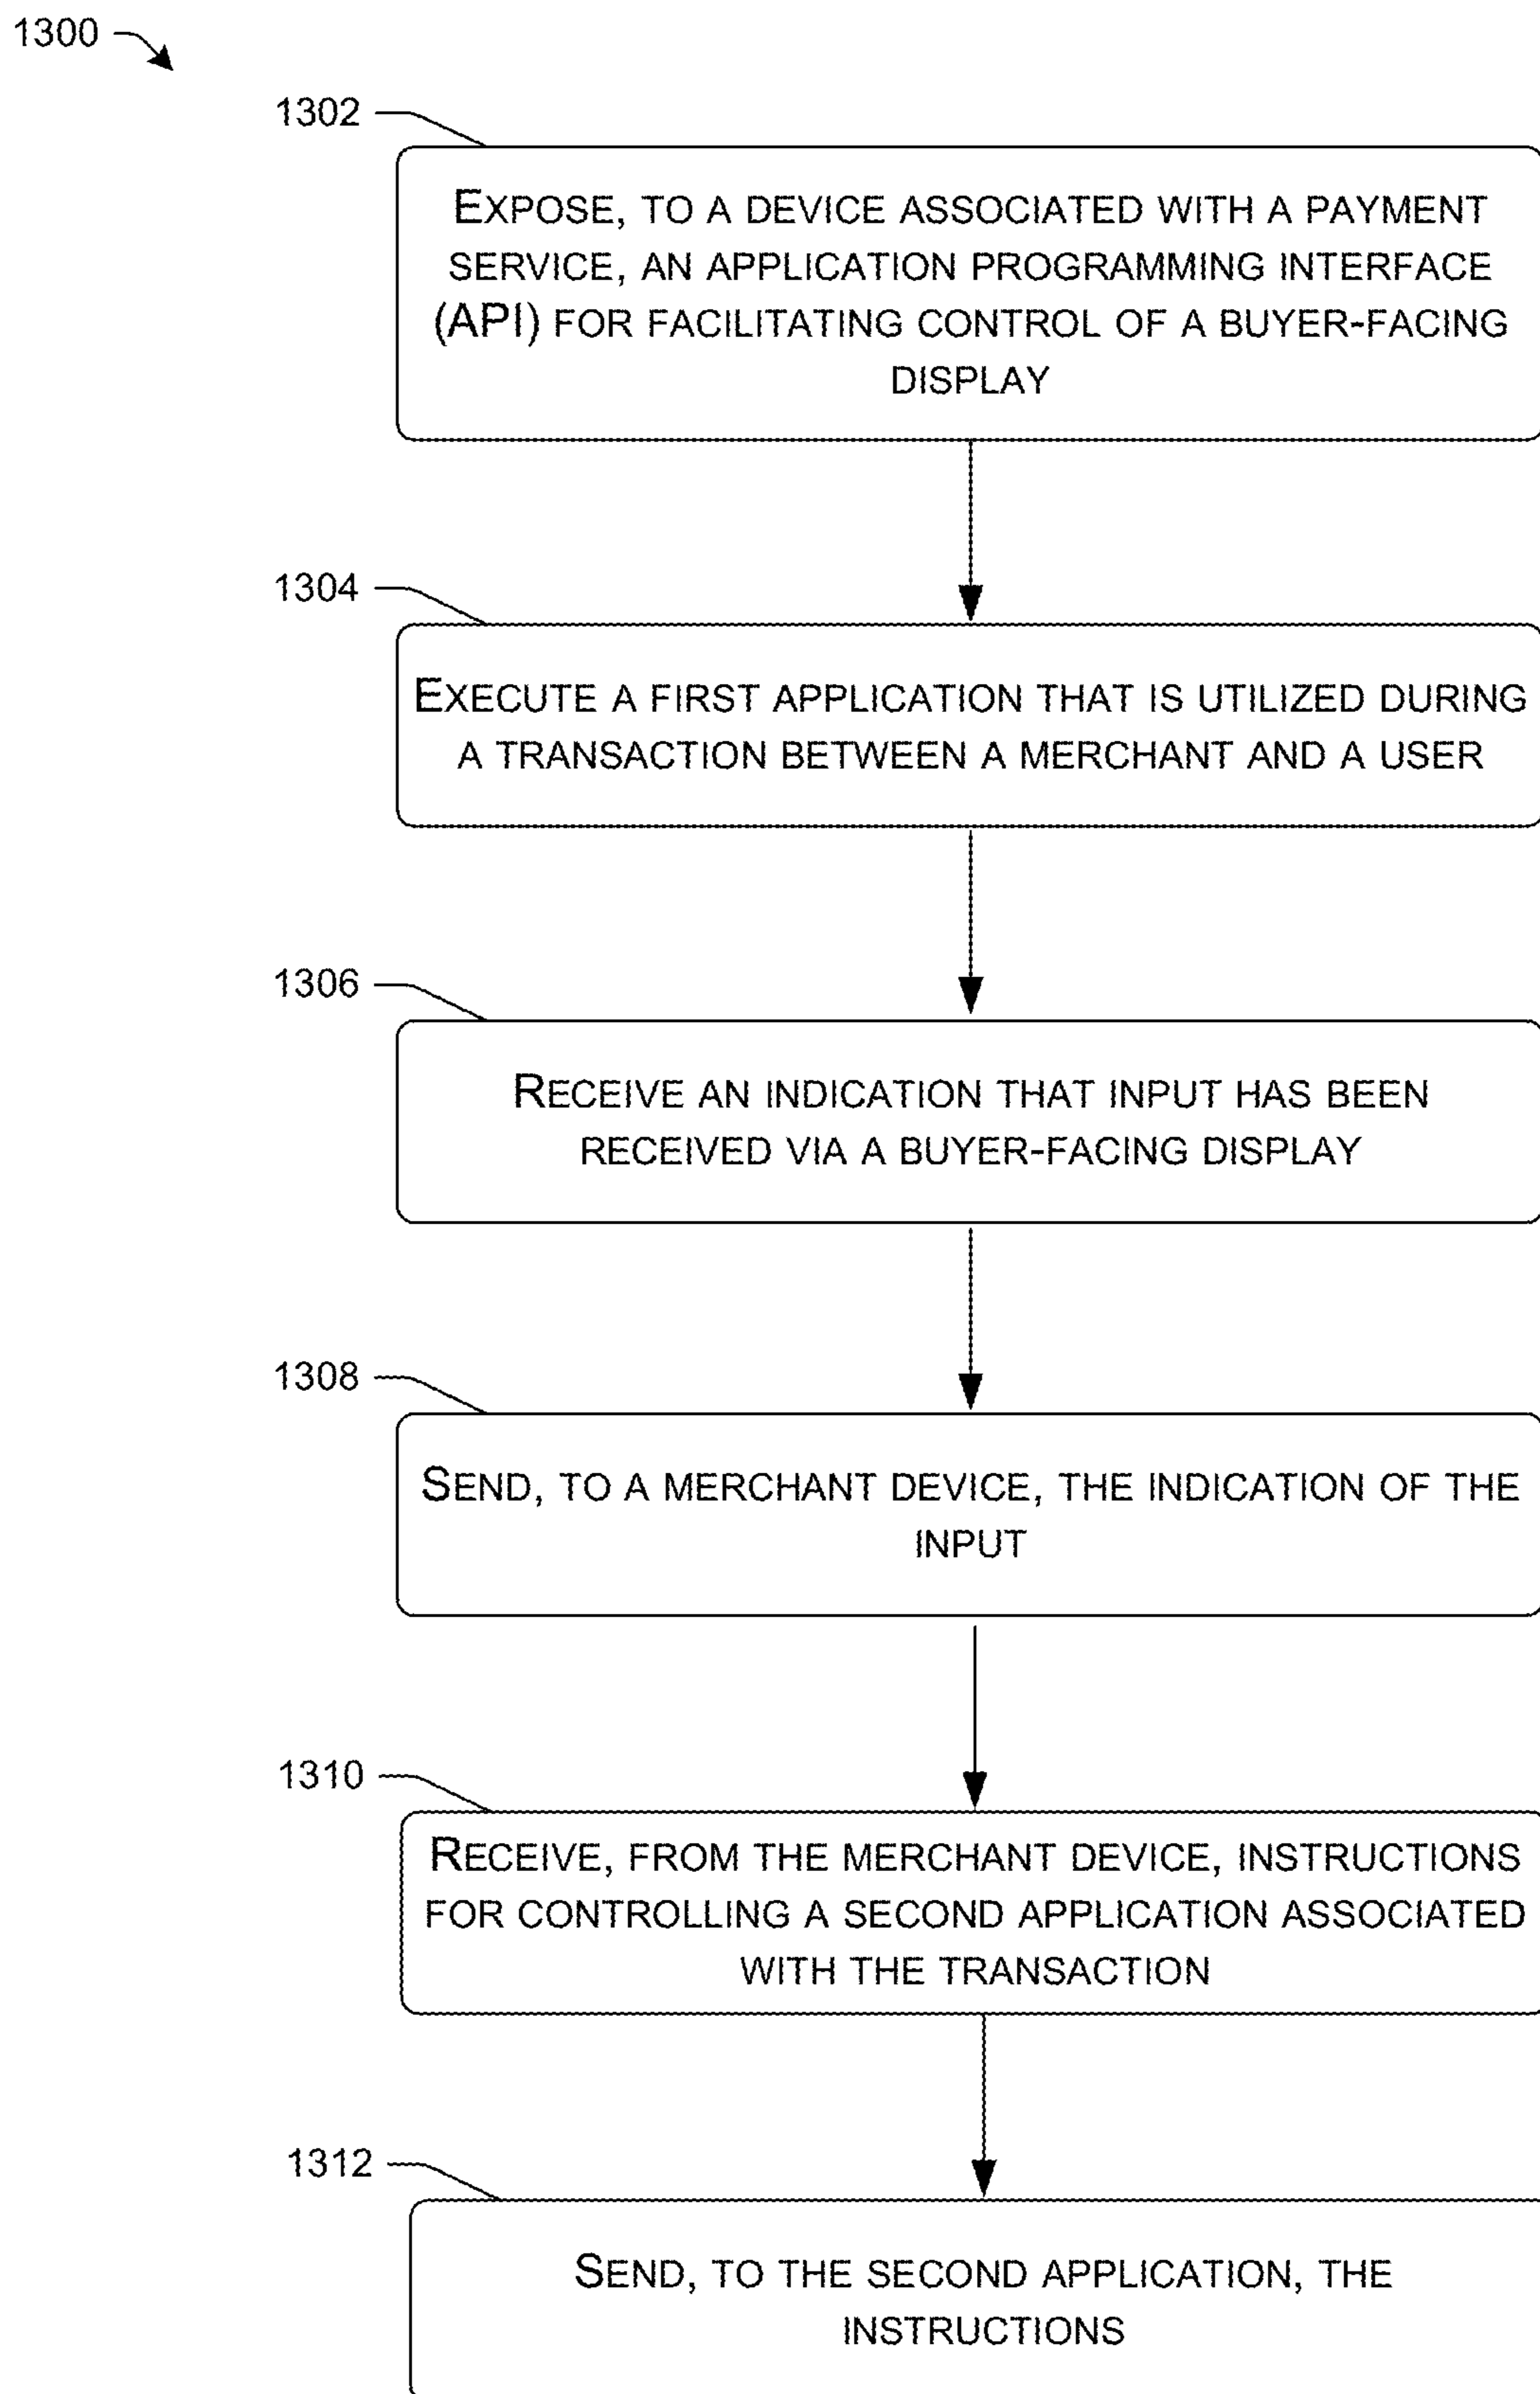 1300
1302
EXPOSE, TO A DEVICE ASSOCIATED WITH A PAYMENT
SERVICE, AN APPLICATION PROGRAMMING INTERFACE
(API) FOR FACILITATING CONTROL OF A BUYER-FACING
DISPLAY
1304
EXECUTE A FIRST APPLICATION THAT IS UTILIZED DURING
A TRANSACTION BETWEEN A MERCHANT AND A USER
1306
RECEIVE AN INDICATION THAT INPUT HAS BEEN
RECEIVED VIA A BUYER-FACING DISPLAY
1308
SEND, TO A MERCHANT DEVICE, THE INDICATION OF THE
INPUT
1310
RECEIVE, FROM THE MERCHANT DEVICE, INSTRUCTIONS
FOR CONTROLLING A SECOND APPLICATION ASSOCIATED
WITH THE TRANSACTION
1312
SEND, TO THE SECOND APPLICATION, THE
INSTRUCTIONS